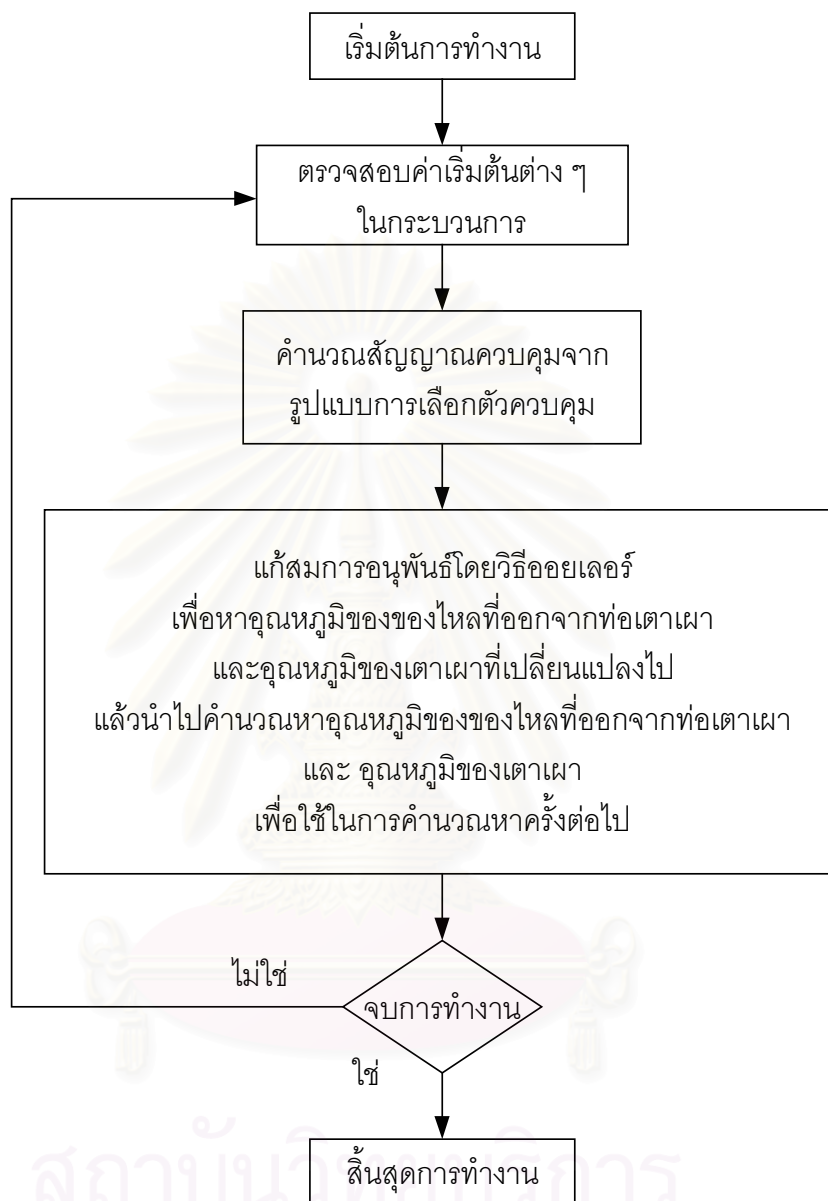 เริ่มต้นการทำงาน
ตรวจสอบค่าเริ่มต้นต่าง ๆ
ในกระบวนการ
คำนวณสัญญาณควบคุมจาก
รูปแบบการเลือกตัวควบคุม
แก้สมการอนุพันธ์โดยวิธีออยเลอร์
เพื่อหาอุณหภูมิของของไหลที่ออกจากท่อเตาเผา
และอุณหภูมิของเตาเผาที่เปลี่ยนแปลงไป
แล้วนำไปคำนวณหาอุณหภูมิของของไหลที่ออกจากท่อเตาเผา
และ อุณหภูมิของเตาเผา
เพื่อใช้ในการคำนวณหาครั้งต่อไป
ไม่ใช่
จบการทำงาน
ใช่
สิ้นสุดการทำงาน
สถาบันวิทยบริการ